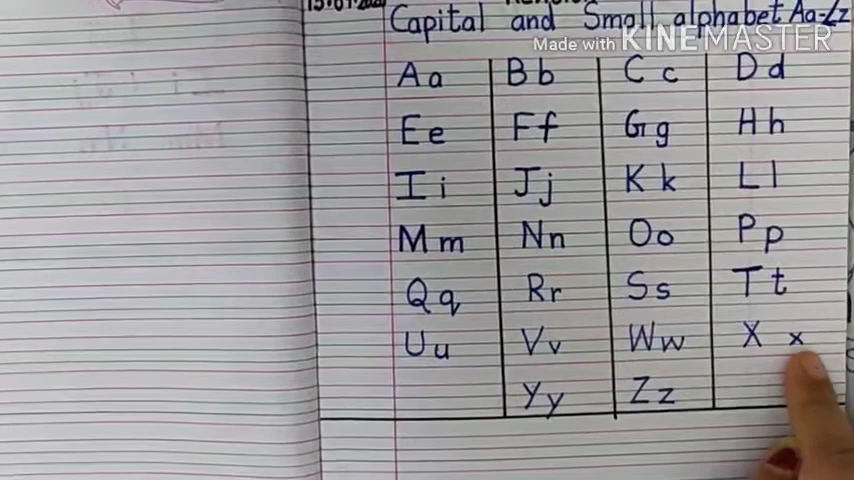 Capital and Small alphabet Aa-Zz
Made with KINEMASTER
Aa Bb Cc Dd
Ee Ff Gg Hh
Ii Jj Kk Ll
Mm Nn Oo Pp
Qq Rr Ss Tt
Uu Vv Ww Xx
Yy Zz